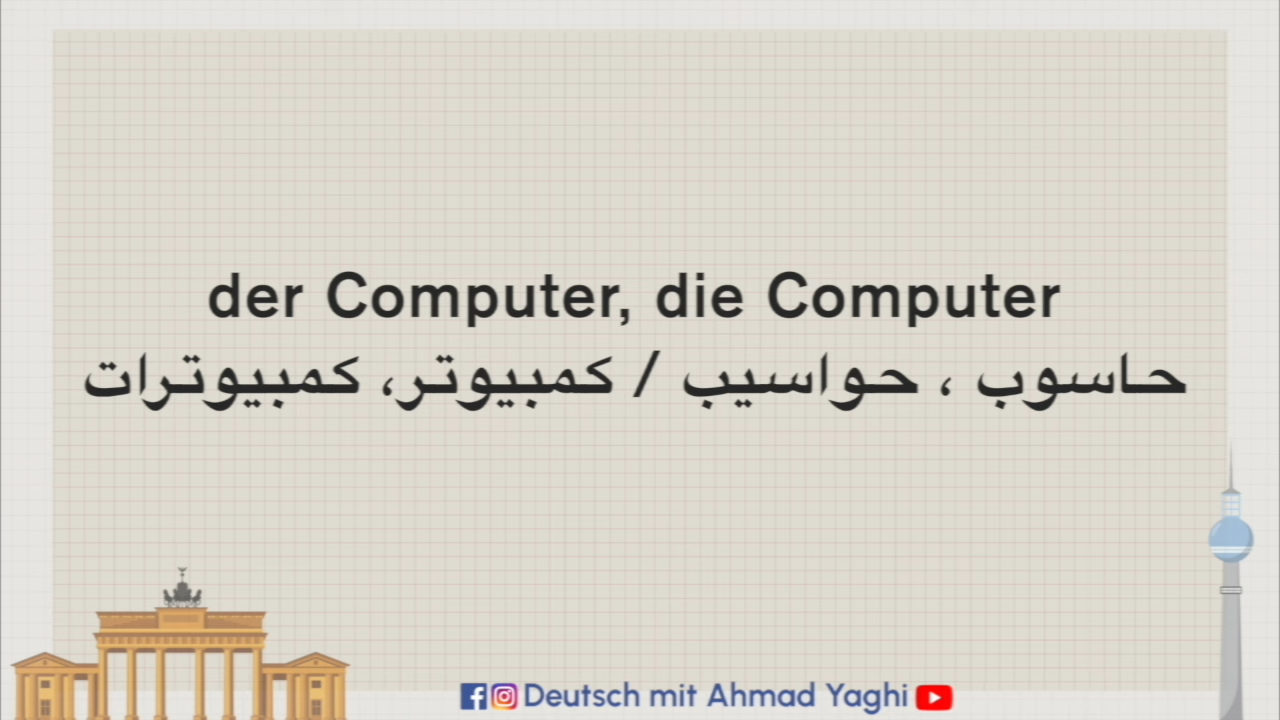 der Computer, die Computer
حاسوب ، حواسيب / كمبيوتر، كمبيوترات
Deutsch mit Ahmad Yaghi